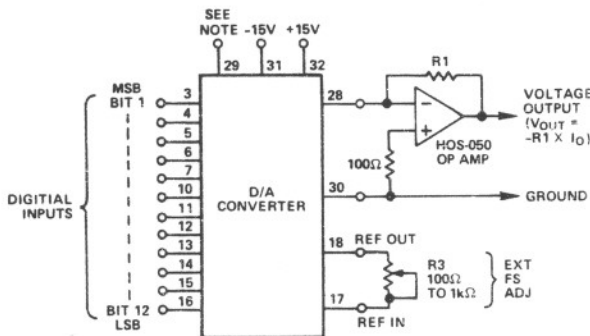 SEE
NOTE
-15V
+15V
29
31
32
MSB
BIT 1
3
4
5
6
7
10
11
12
13
14
15
16
BIT 12
LSB
DIGITIAL
INPUTS
D/A
CONVERTER
28
30
18
17
R1
−
+
HOS-050
OP AMP
100Ω
VOLTAGE
OUTPUT
(VOUT =
-R1 X IO)
GROUND
REF OUT
REF IN
R3
100Ω
TO 1kΩ
EXT
FS
ADJ